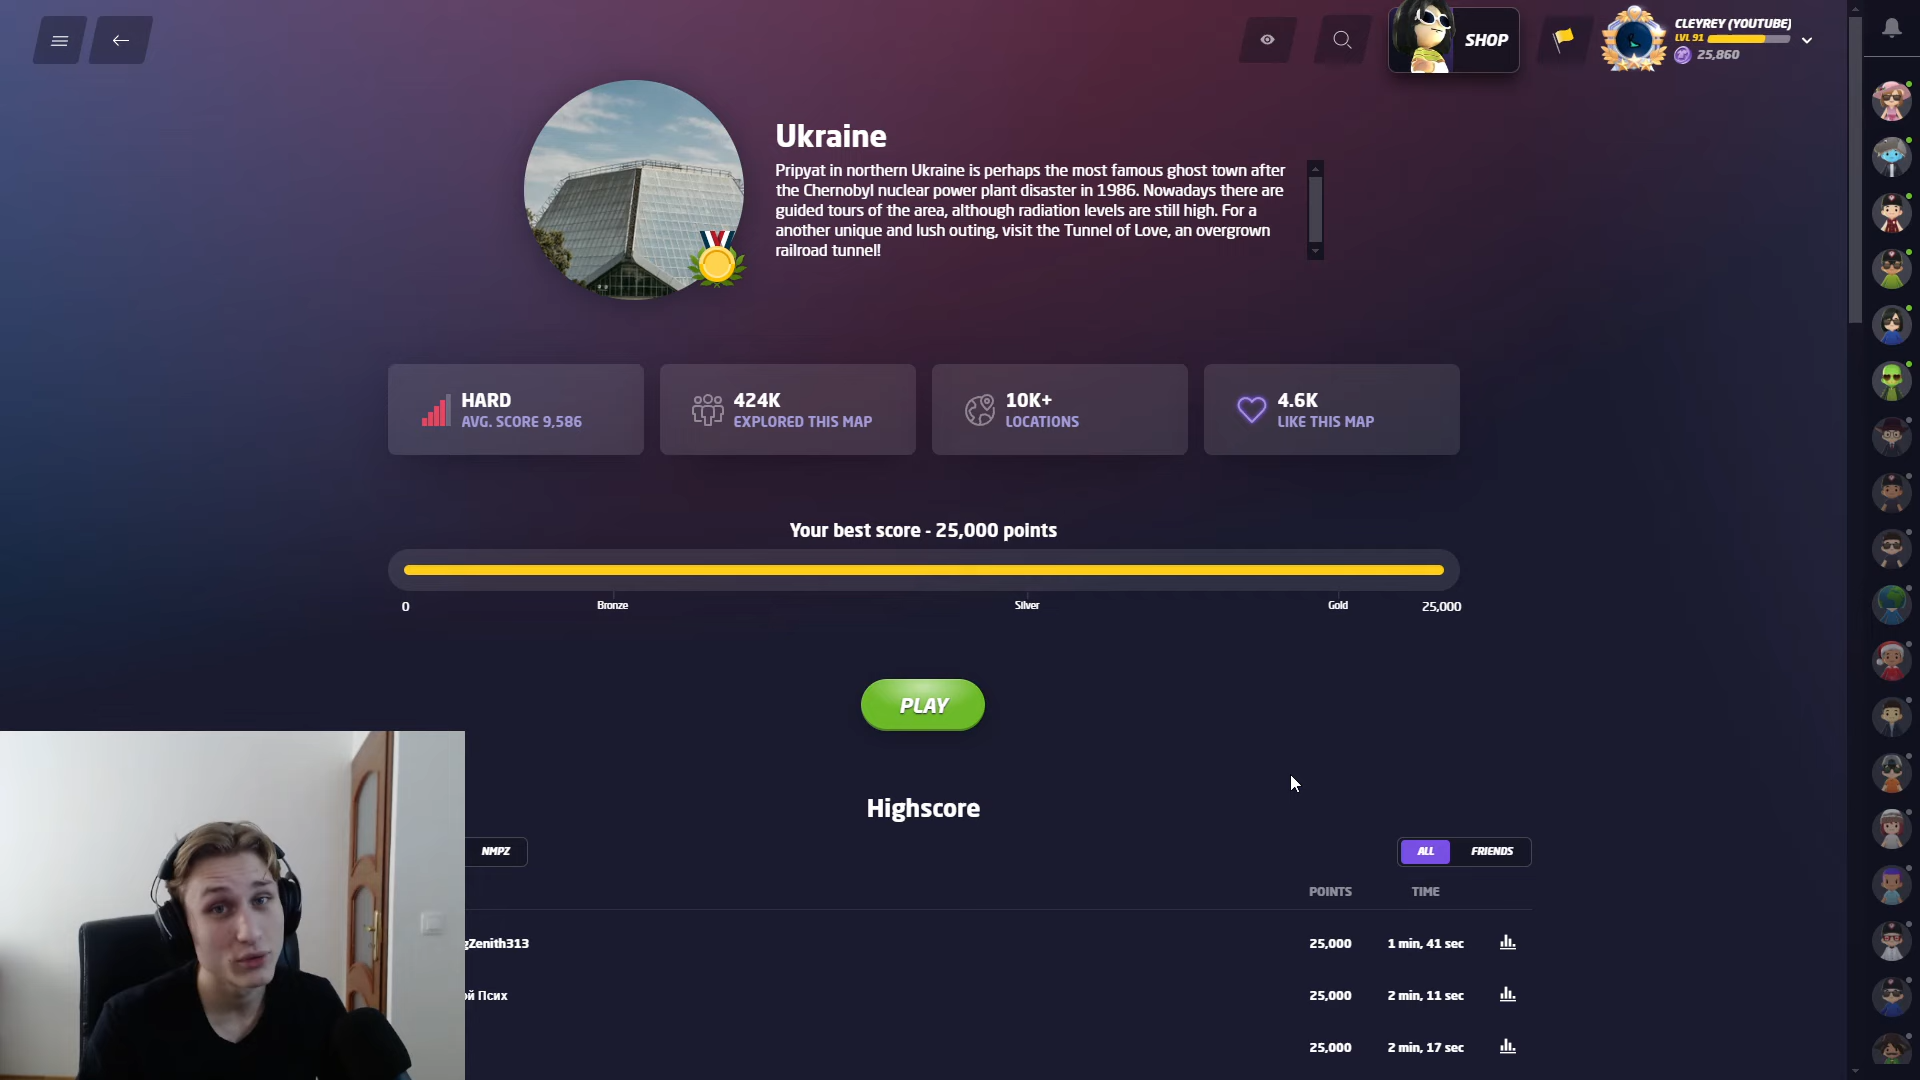 SHOP
CLEYREY (YOUTUBE)
LVL 91
25,860
Ukraine
Pripyat in northern Ukraine is perhaps the most famous ghost town after
the Chernobyl nuclear power plant disaster in 1986. Nowadays there are
guided tours of the area, although radiation levels are still high. For a
another unique and lush outing, visit the Tunnel of Love, an overgrown
railroad tunnel!
HARD
AVG. SCORE 9,586
424K
EXPLORED THIS MAP
10K+
LOCATIONS
4.6K
LIKE THIS MAP
Your best score - 25,000 points
0
Bronze
Silver
Gold
25,000
PLAY
Highscore
NMPZ
ALL
FRIENDS
POINTS
TIME
gZenith313
25,000
1 min, 41 sec
ой Псих
25,000
2 min, 11 sec
25,000
2 min, 17 sec